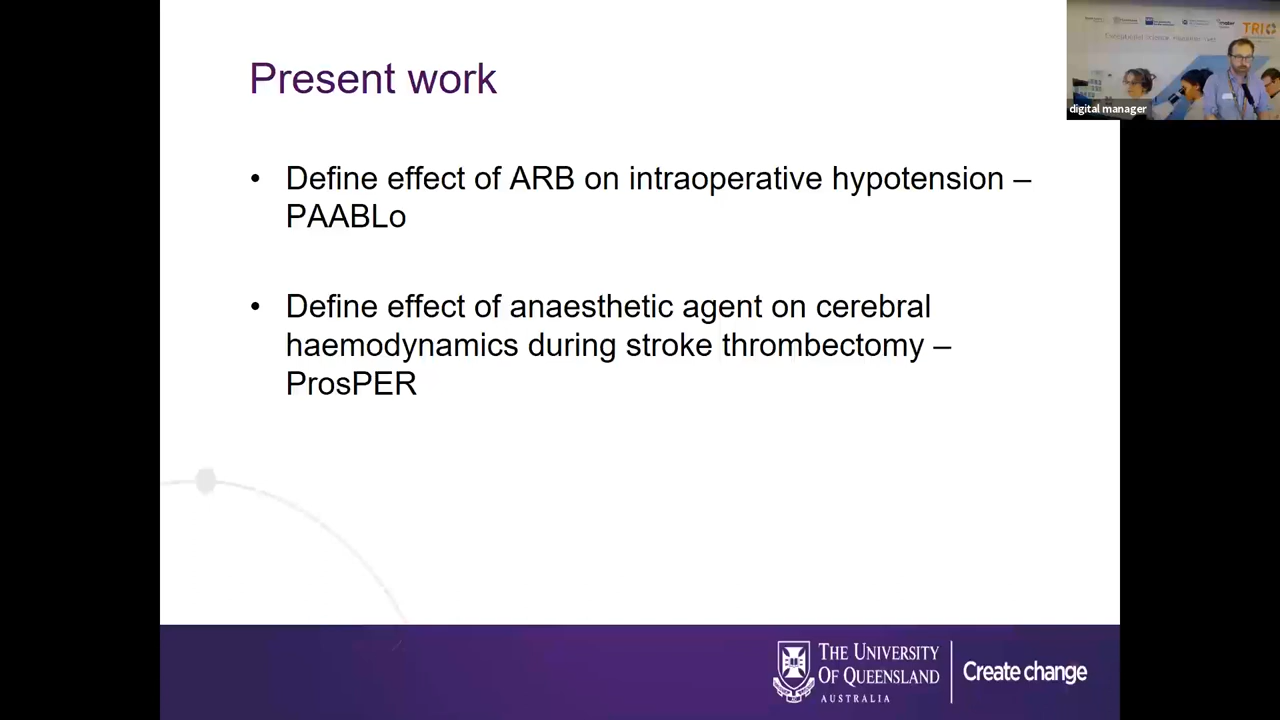 Present work
TRI
digital manager
• Define effect of ARB on intraoperative hypotension –
PAABLo
• Define effect of anaesthetic agent on cerebral
haemodynamics during stroke thrombectomy –
ProsPER
THE UNIVERSITY
OF QUEENSLAND
AUSTRALIA
Create change